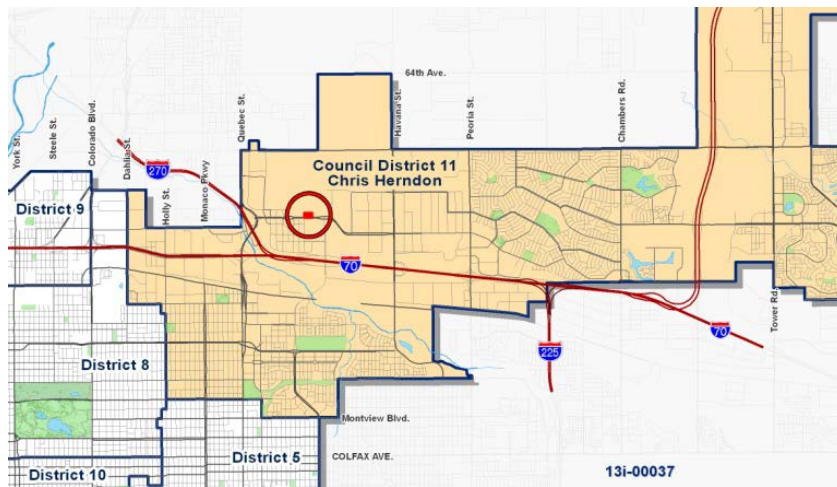 64th Ave.
York St.
Steele St.
Colorado Blvd.
Dahlia St.
Holly St.
Monaco Pkwy
Quebec St.
Havana St.
Peoria St.
Chambers Rd.
270
Council District 11
Chris Herndon
District 9
70
Tower Rd.
70
225
District 8
Montview Blvd.
District 5
COLFAX AVE.
District 10
13i-00037